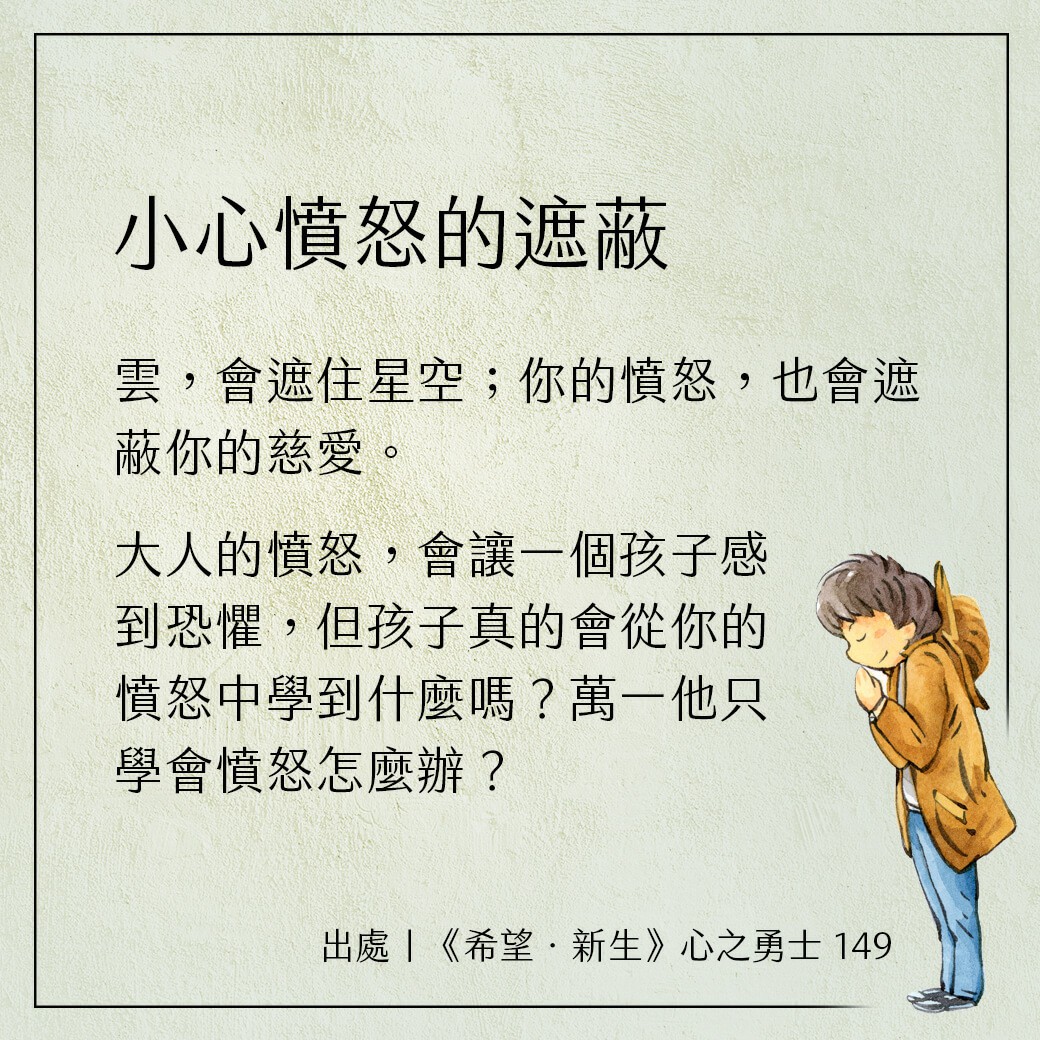 小心憤怒的遮蔽
雲，會遮住星空；你的憤怒，也會遮
蔽你的慈愛。
大人的憤怒，會讓一個孩子感
到恐懼，但孩子真的會從你的
憤怒中學到什麼嗎？萬一他只
學會憤怒怎麼辦？
出處 | 《希望．新生》心之勇士 149